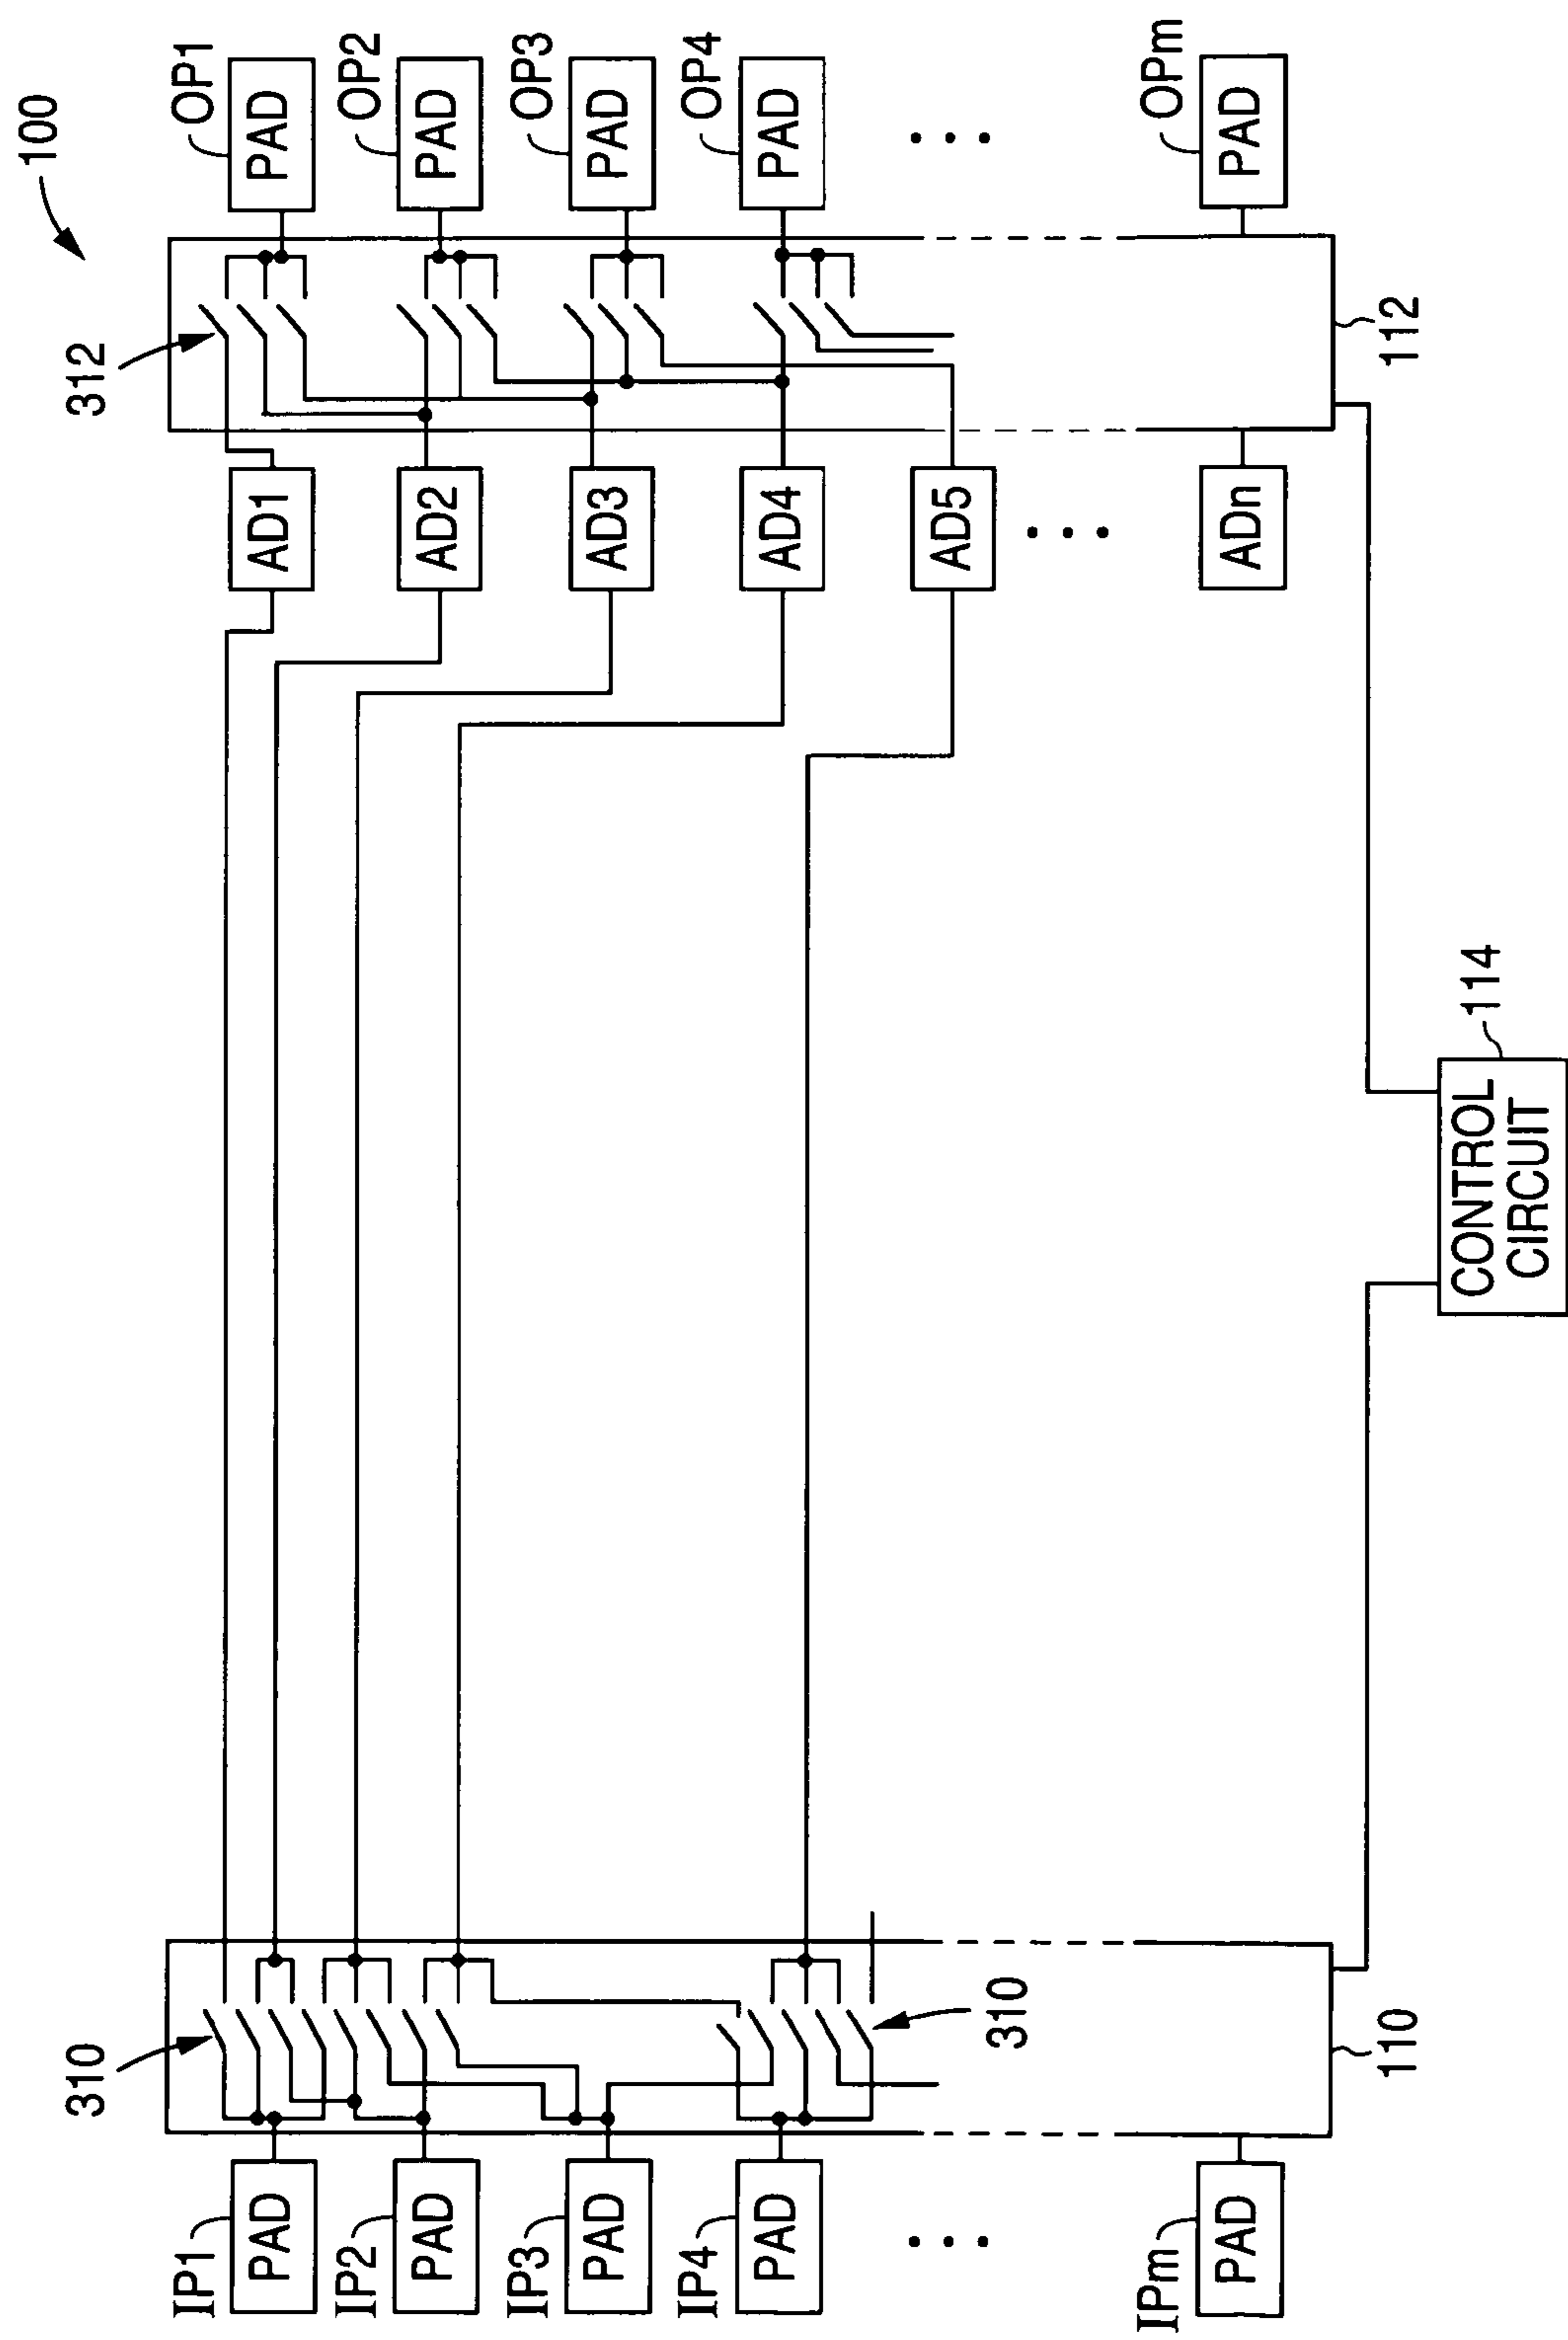 100
312
310
OP1
PAD
OP2
PAD
OP3
PAD
OP4
PAD
OPm
PAD
112
AD1
AD2
AD3
AD4
AD5
ADn
114
CONTROL
CIRCUIT
310
110
IP1
PAD
IP2
PAD
IP3
PAD
IP4
PAD
IPm
PAD